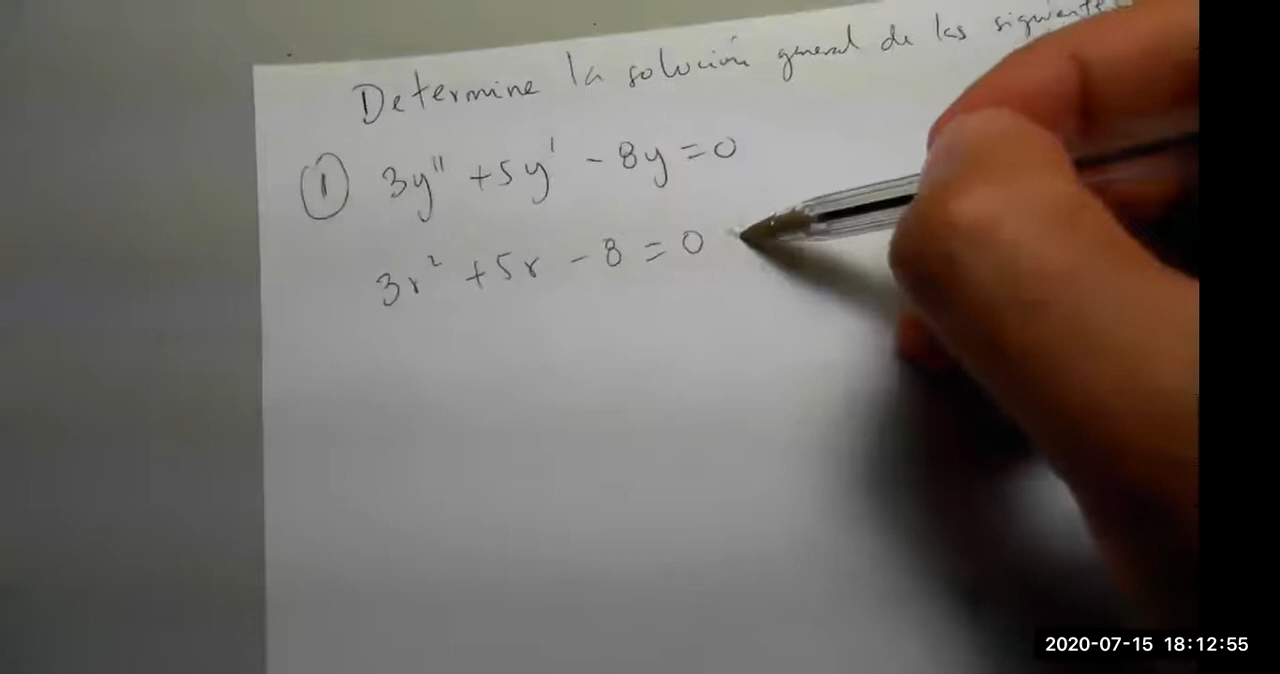 Determine la solución general de las siguientes
① 3y'' + 5y' - 8y = 0
3r² + 5r - 8 = 0
2020-07-15 18:12:55